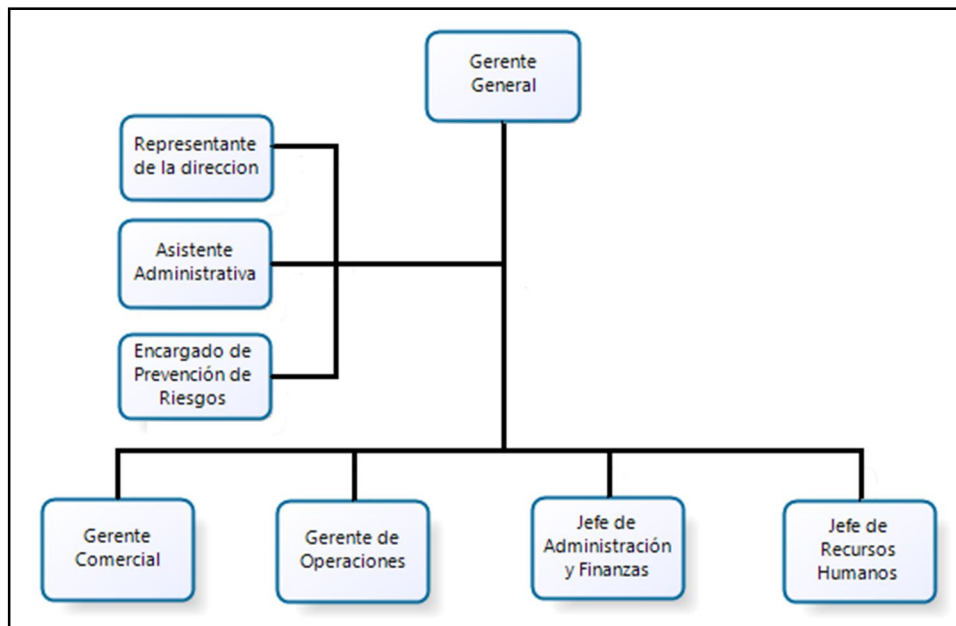 Gerente
General
Representante
de la direccion
Asistente
Administrativa
Encargado de
Prevención de
Riesgos
Gerente
Comercial
Gerente de
Operaciones
Jefe de
Administración
y Finanzas
Jefe de
Recursos
Humanos